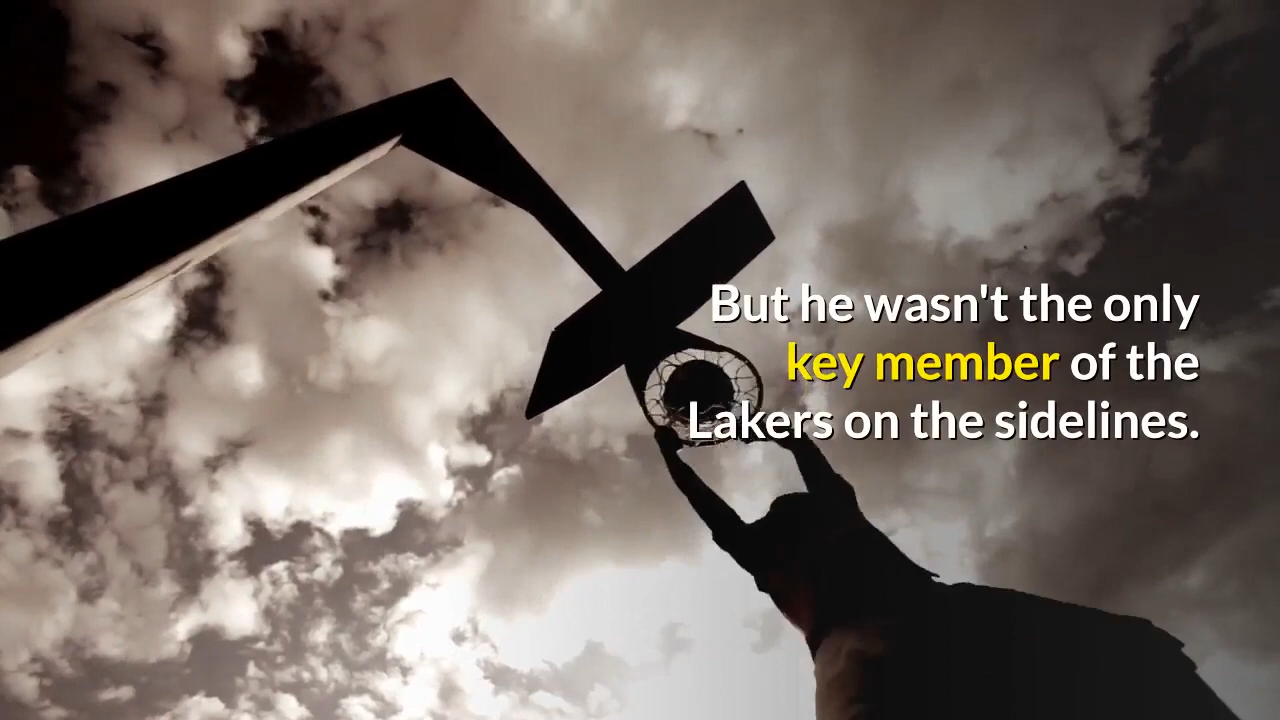 But he wasn't the only
key member of the
Lakers on the sidelines.